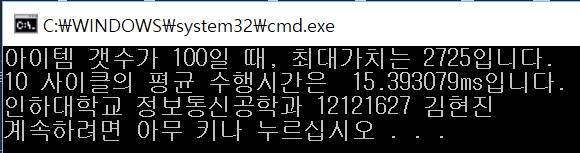 C:₩WINDOWS₩system32₩cmd.exe
아이템 갯수가 100일 때, 최대가치는 2725입니다.
10 사이클의 평균 수행시간은  15.393079ms입니다.
인하대학교 정보통신공학과 12121627 김현진
계속하려면 아무 키나 누르십시오 . . .